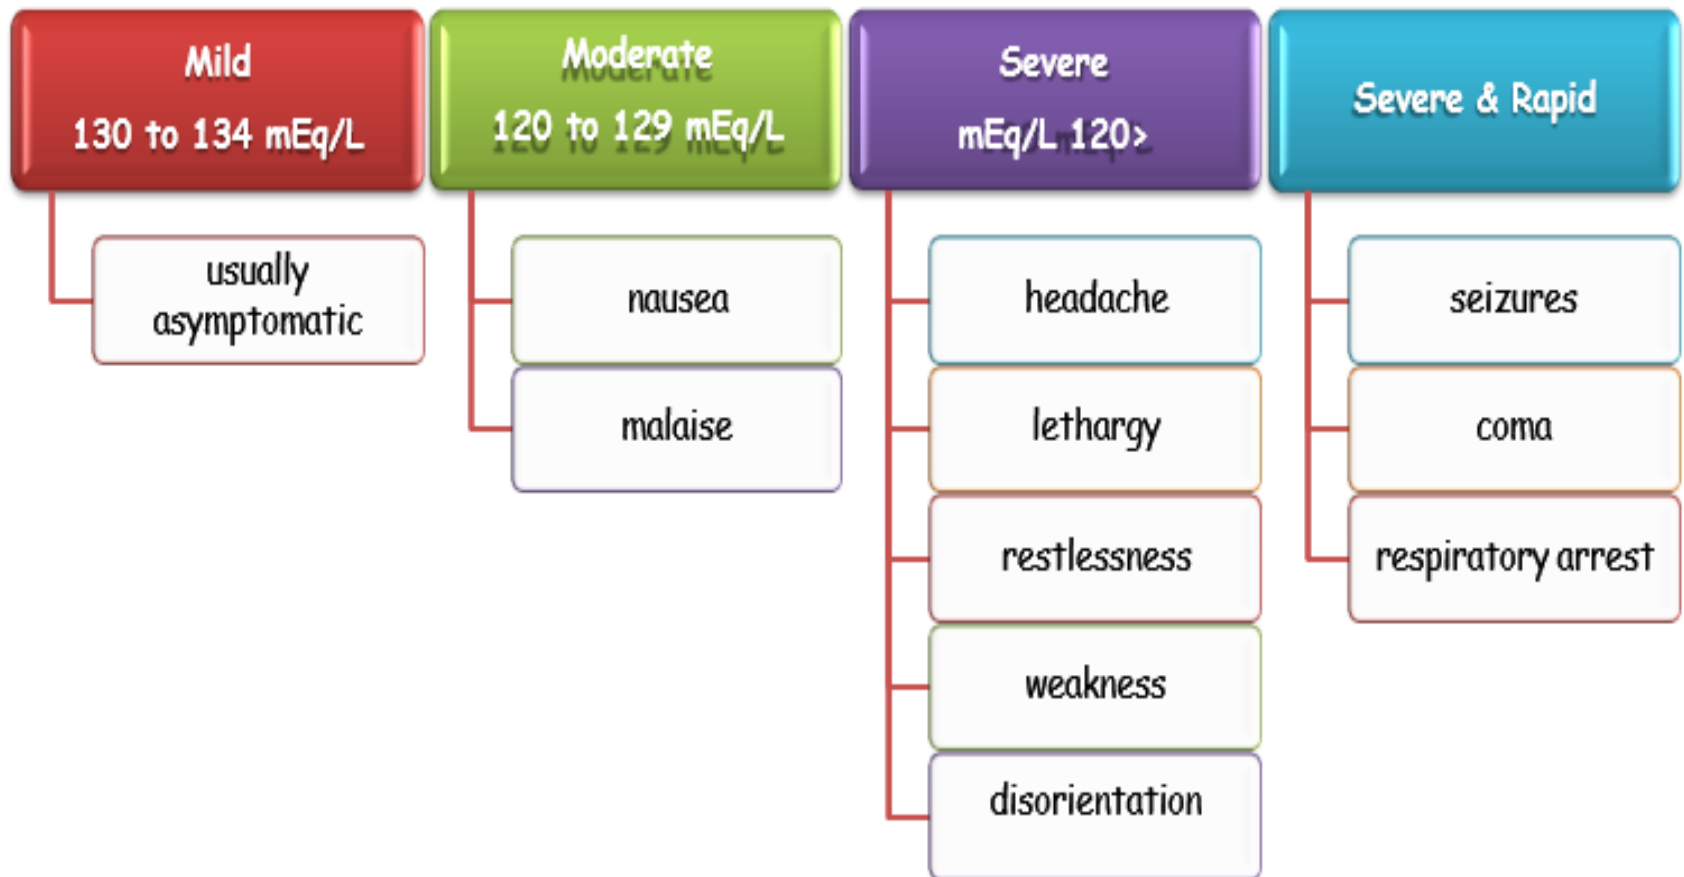 Mild
130 to 134 mEq/L
usually
asymptomatic
Moderate
120 to 129 mEq/L
nausea
malaise
Severe
mEq/L 120>
headache
lethargy
restlessness
weakness
disorientation
Severe & Rapid
seizures
coma
respiratory arrest